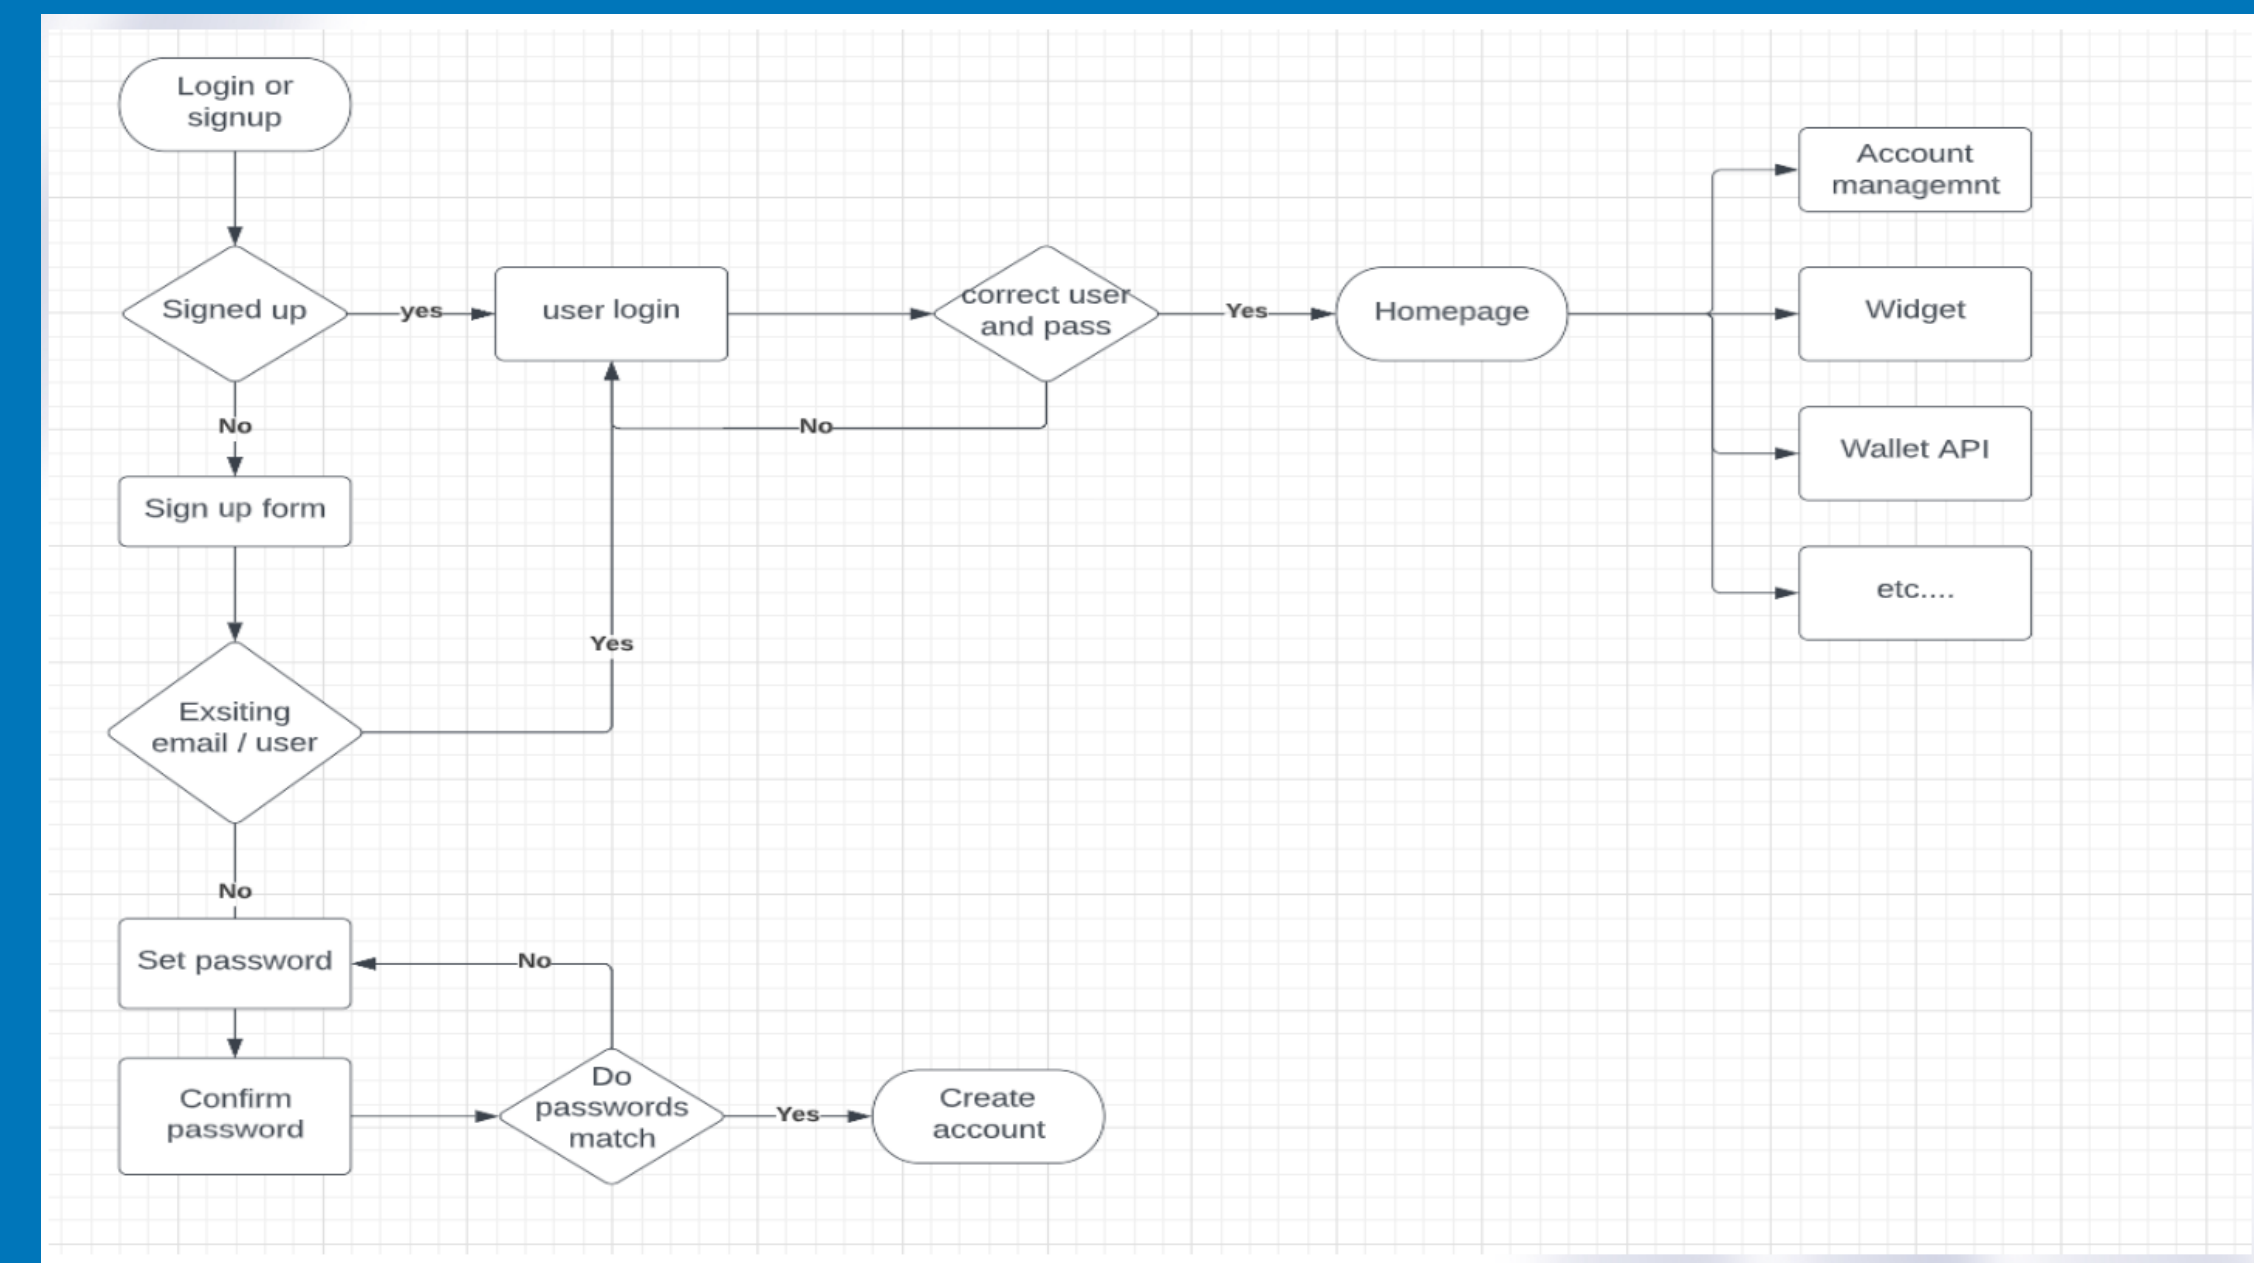 Login or
signup
Account
managemnt
Signed up
yes
user login
correct user
and pass
Yes
Homepage
Widget
No
No
Wallet API
Sign up form
etc....
Yes
Exsiting
email / user
No
Set password
No
Confirm
password
Do
passwords
match
Yes
Create
account